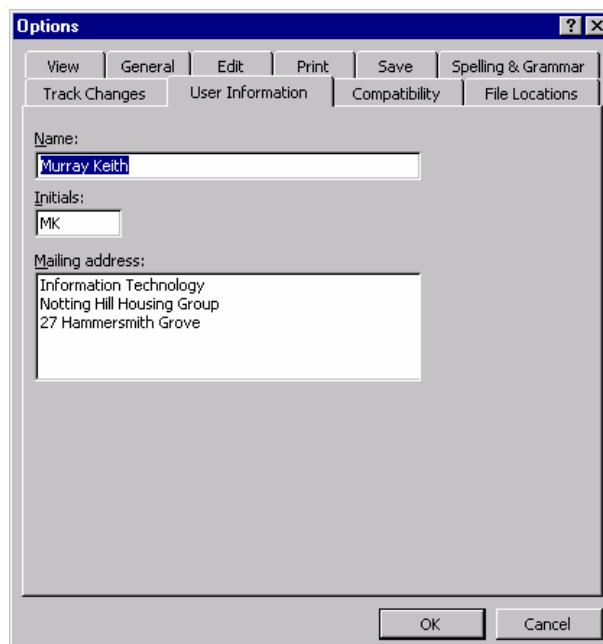 Options
View General Edit Print Save Spelling & Grammar
Track Changes User Information Compatibility File Locations
Name:
Murray Keith
Initials:
MK
Mailing address:
Information Technology
Notting Hill Housing Group
27 Hammersmith Grove
OK Cancel